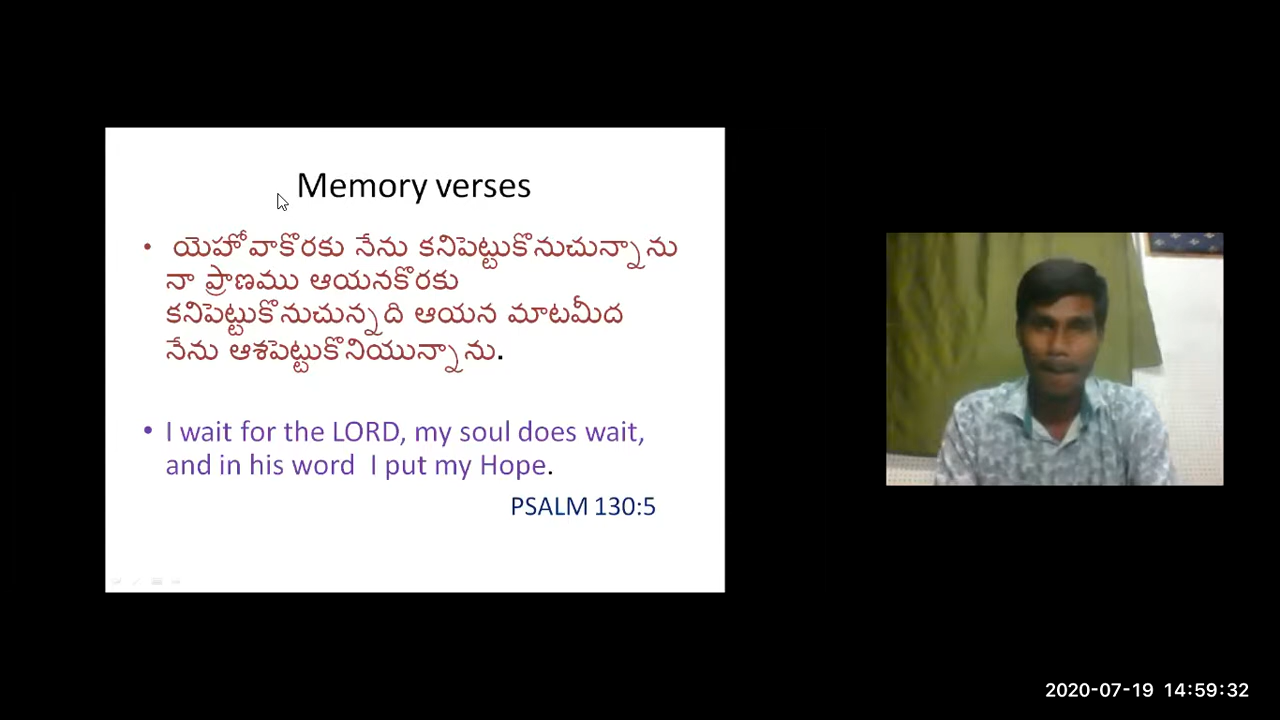 Memory verses
• యెహోవాకొరకు నేను కనిపెట్టుకొనుచున్నాను
నా ప్రాణము ఆయనకొరకు
కనిపెట్టుకొనుచున్నది ఆయన మాటమీద
నేను ఆశపెట్టుకొనియున్నాను.
• I wait for the LORD, my soul does wait,
and in his word I put my Hope.
PSALM 130:5
2020-07-19 14:59:32